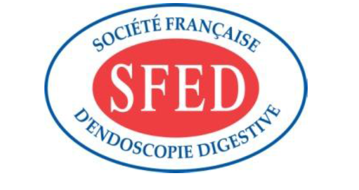 SOCIÉTÉ FRANÇAISE
SFED
D'ENDOSCOPIE DIGESTIVE